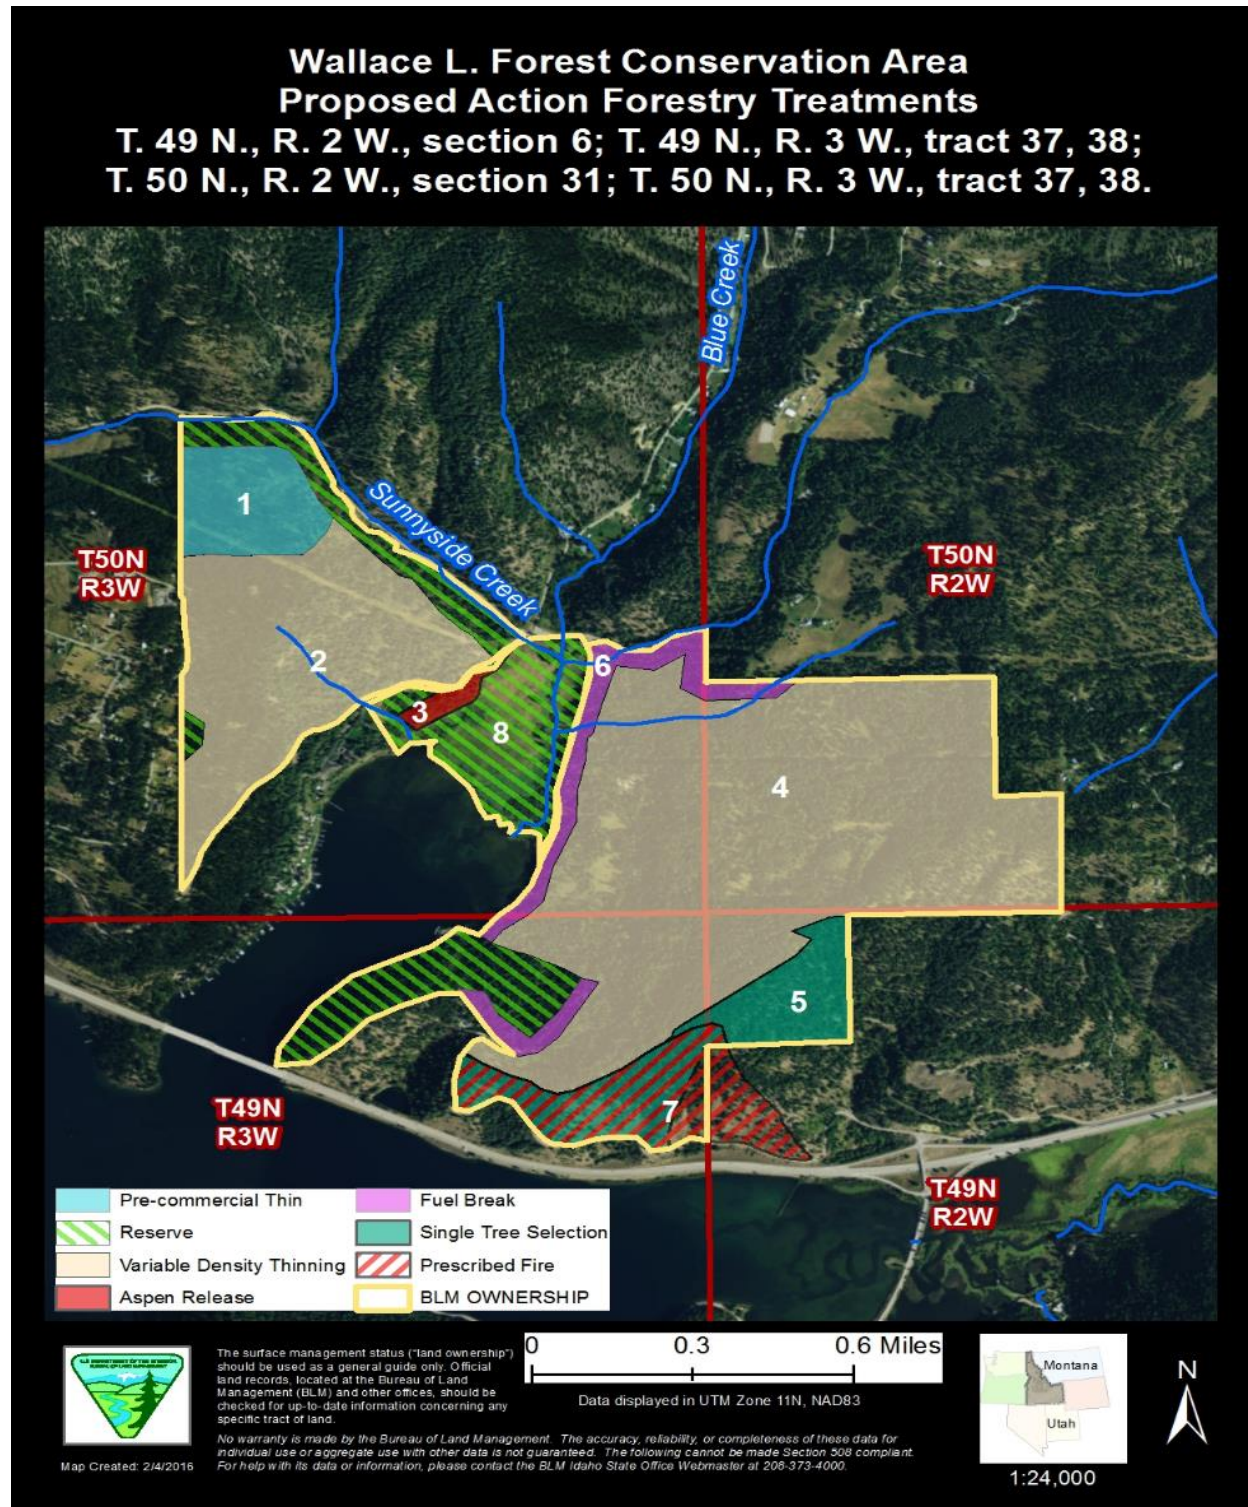 Wallace L. Forest Conservation Area
Proposed Action Forestry Treatments
T. 49 N., R. 2 W., section 6; T. 49 N., R. 3 W., tract 37, 38;
T. 50 N., R. 2 W., section 31; T. 50 N., R. 3 W., tract 37, 38.
Blue Creek
Sunnyside Creek
1
T50N
R3W
T50N
R2W
2
6
3
8
4
5
7
T49N
R3W
T49N
R2W
Pre-commercial Thin
Reserve
Variable Density Thinning
Aspen Release
Fuel Break
Single Tree Selection
Prescribed Fire
BLM OWNERSHIP
Map Created: 2/4/2016
The surface management status ("land ownership")
should be used as a general guide only. Official
land records, located at the Bureau of Land
Management (BLM) and other offices, should be
checked for up-to-date information concerning any
specific tract of land.
0 0.3 0.6 Miles
Data displayed in UTM Zone 11N, NAD83
No warranty is made by the Bureau of Land Management. The accuracy, reliability, or completeness of these data for
individual use or aggregate use with other data is not guaranteed. The following cannot be made Section 508 compliant.
For help with its data or information, please contact the BLM Idaho State Office Webmaster at 208-373-4000.
Montana
Utah
1:24,000
N